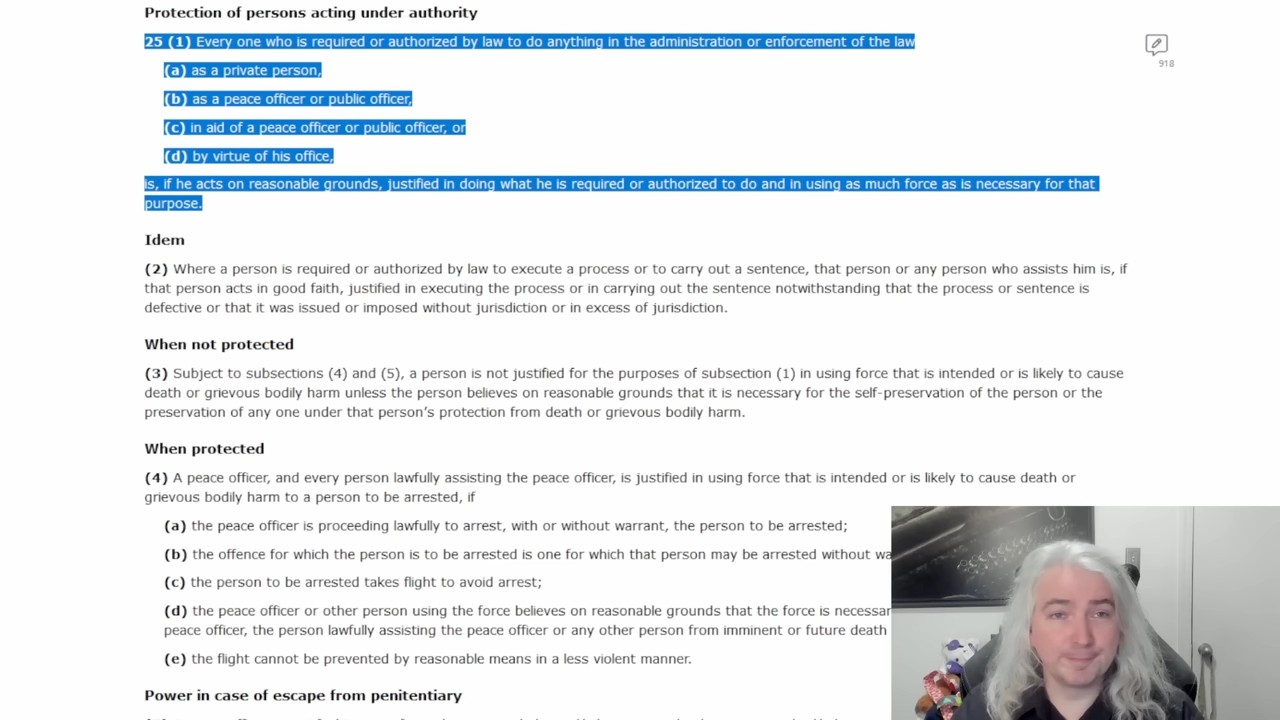 Protection of persons acting under authority
25 (1) Every one who is required or authorized by law to do anything in the administration or enforcement of the law
(a) as a private person,
(b) as a peace officer or public officer,
(c) in aid of a peace officer or public officer, or
(d) by virtue of his office,
is, if he acts on reasonable grounds, justified in doing what he is required or authorized to do and in using as much force as is necessary for that
purpose.
918
Idem
(2) Where a person is required or authorized by law to execute a process or to carry out a sentence, that person or any person who assists him is, if
that person acts in good faith, justified in executing the process or in carrying out the sentence notwithstanding that the process or sentence is
defective or that it was issued or imposed without jurisdiction or in excess of jurisdiction.
When not protected
(3) Subject to subsections (4) and (5), a person is not justified for the purposes of subsection (1) in using force that is intended or is likely to cause
death or grievous bodily harm unless the person believes on reasonable grounds that it is necessary for the self-preservation of the person or the
preservation of any one under that person’s protection from death or grievous bodily harm.
When protected
(4) A peace officer, and every person lawfully assisting the peace officer, is justified in using force that is intended or is likely to cause death or
grievous bodily harm to a person to be arrested, if
(a) the peace officer is proceeding lawfully to arrest, with or without warrant, the person to be arrested;
(b) the offence for which the person is to be arrested is one for which that person may be arrested without
(c) the person to be arrested takes flight to avoid arrest;
(d) the peace officer or other person using the force believes on reasonable grounds that the force is
peace officer, the person lawfully assisting the peace officer or any other person from imminent or future death
(e) the flight cannot be prevented by reasonable means in a less violent manner.
Power in case of escape from penitentiary